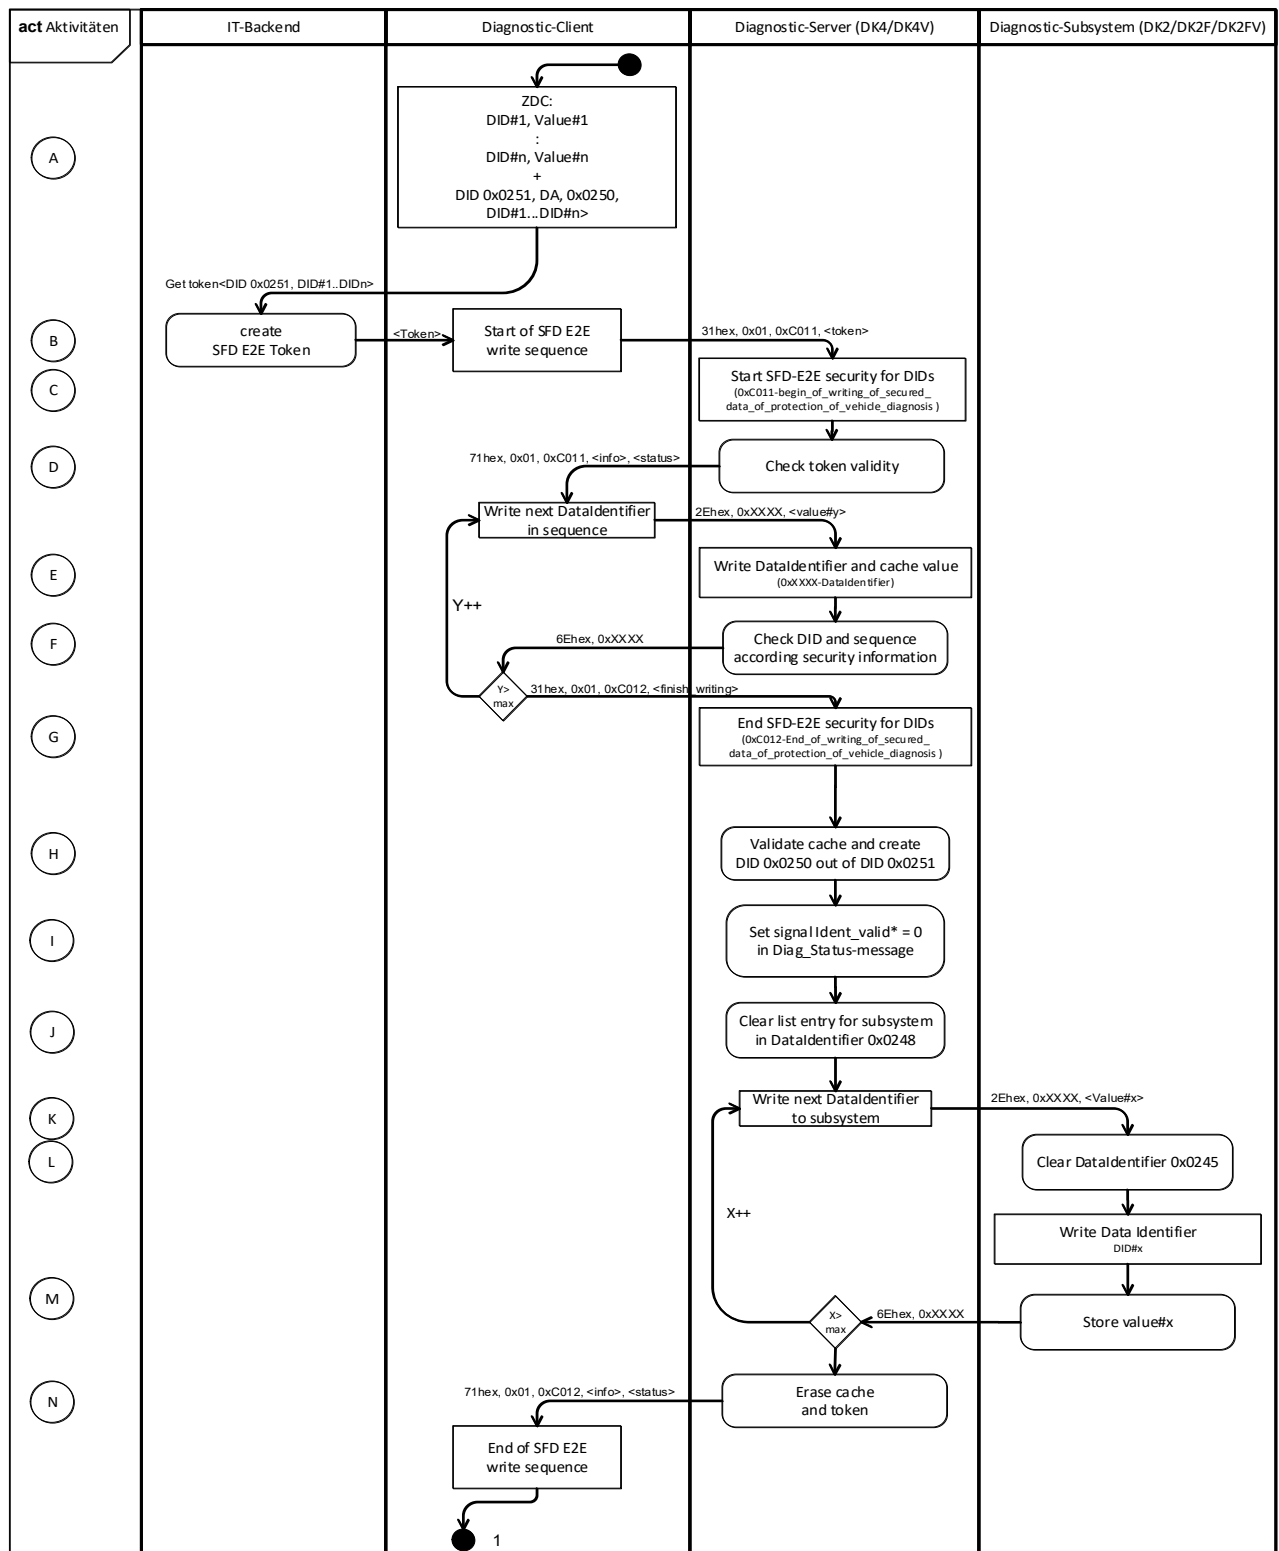 act Aktivitäten
IT-Backend
Diagnostic-Client
Diagnostic-Server (DK4/DK4V)
Diagnostic-Subsystem (DK2/DK2F/DK2FV)
A
ZDC:
DID#1, Value#1
:
DID#n, Value#n
+
DID 0x0251, DA, 0x0250,
DID#1...DID#n>
Get token<DID 0x0251, DID#1..DIDn>
B
create
SFD E2E Token
<Token>
Start of SFD E2E
write sequence
31hex, 0x01, 0xC011, <token>
C
Start SFD-E2E security for DIDs
(0xC011-begin_of_writing_of_secured_
data_of_protection_of_vehicle_diagnosis )
D
71hex, 0x01, 0xC011, <info>, <status>
Check token validity
Write next DataIdentifier
in sequence
2Ehex, 0xXXXX, <value#y>
E
Write DataIdentifier and cache value
(0xXXXX-DataIdentifier)
Y++
F
6Ehex, 0xXXXX
Check DID and sequence
according security information
Y>
max
31hex, 0x01, 0xC012, <finish_writing>
G
End SFD-E2E security for DIDs
(0xC012-End_of_writing_of_secured_
data_of_protection_of_vehicle_diagnosis )
H
Validate cache and create
DID 0x0250 out of DID 0x0251
I
Set signal Ident_valid* = 0
in Diag_Status-message
J
Clear list entry for subsystem
in DataIdentifier 0x0248
K
Write next DataIdentifier
to subsystem
2Ehex, 0xXXXX, <Value#x>
L
Clear DataIdentifier 0x0245
X++
Write Data Identifier
DID#x
M
X>
max
6Ehex, 0xXXXX
Store value#x
N
71hex, 0x01, 0xC012, <info>, <status>
Erase cache
and token
End of SFD E2E
write sequence
1